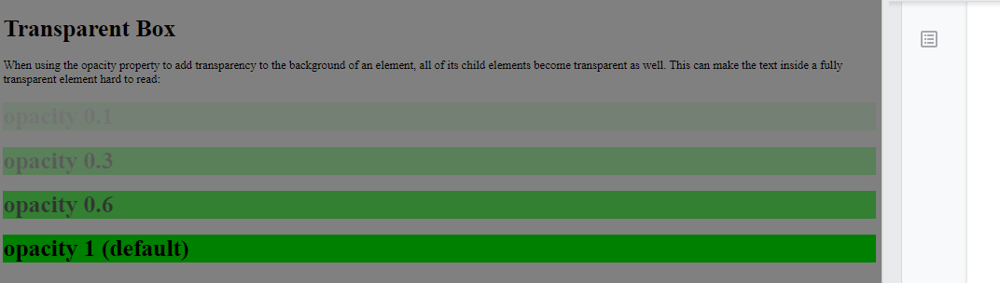 Transparent Box
When using the opacity property to add transparency to the background of an element, all of its child elements become transparent as well. This can make the text inside a fully
transparent element hard to read:
opacity 0.1
opacity 0.3
opacity 0.6
opacity 1 (default)